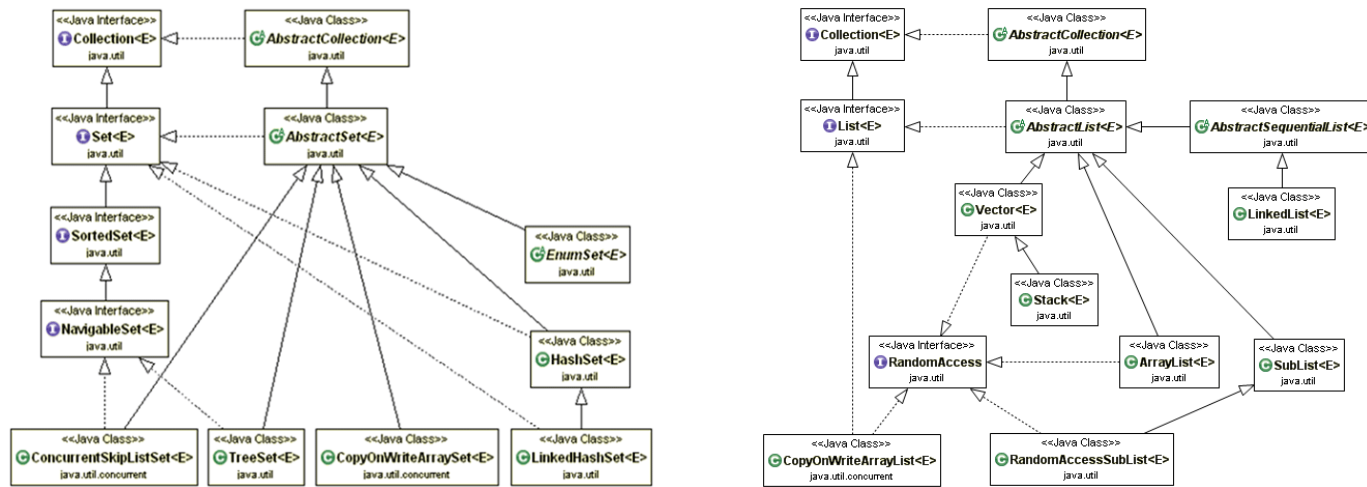 <<Java Interface>>
Collection<E>
java.util
<<Java Class>>
AbstractCollection<E>
java.util
<<Java Interface>>
Set<E>
java.util
<<Java Class>>
AbstractSet<E>
java.util
<<Java Interface>>
SortedSet<E>
java.util
<<Java Class>>
EnumSet<E>
java.util
<<Java Interface>>
NavigableSet<E>
java.util
<<Java Class>>
HashSet<E>
java.util
<<Java Class>>
ConcurrentSkipListSet<E>
java.util.concurrent
<<Java Class>>
TreeSet<E>
java.util
<<Java Class>>
CopyOnWriteArraySet<E>
java.util.concurrent
<<Java Class>>
LinkedHashSet<E>
java.util
<<Java Interface>>
Collection<E>
java.util
<<Java Class>>
AbstractCollection<E>
java.util
<<Java Interface>>
List<E>
java.util
<<Java Class>>
AbstractList<E>
java.util
<<Java Class>>
AbstractSequentialList<E>
java.util
<<Java Class>>
Vector<E>
java.util
<<Java Class>>
LinkedList<E>
java.util
<<Java Class>>
Stack<E>
java.util
<<Java Interface>>
RandomAccess
java.util
<<Java Class>>
ArrayList<E>
java.util
<<Java Class>>
SubList<E>
java.util
<<Java Class>>
CopyOnWriteArrayList<E>
java.util.concurrent
<<Java Class>>
RandomAccessSubList<E>
java.util